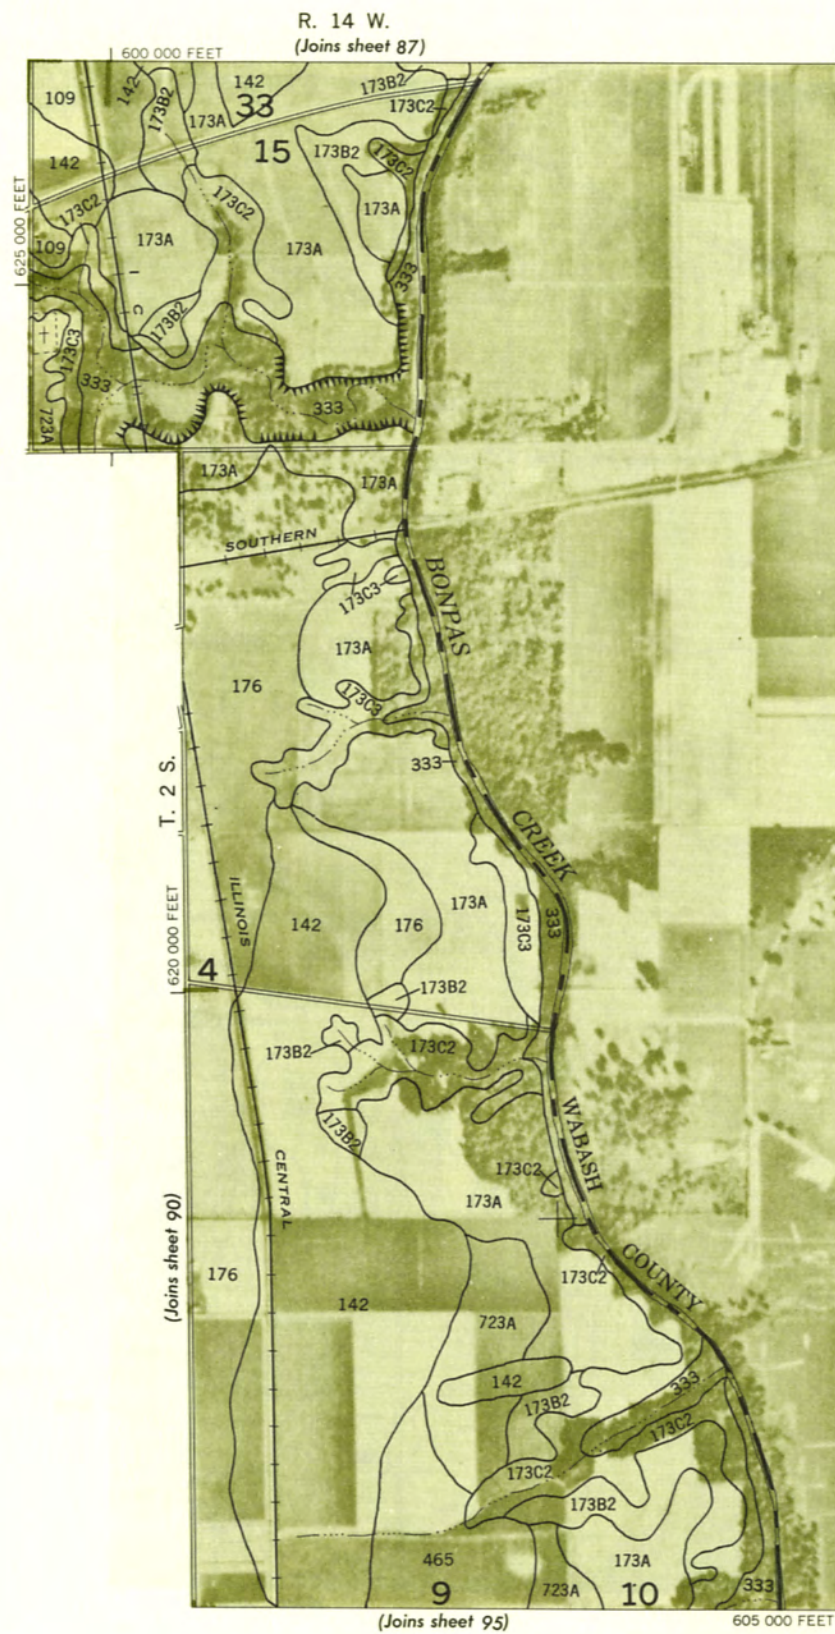 R. 14 W.
(Joins sheet 87)
600 000 FEET
142
173B2
109
142
173B2
33
173C2
173A
15
173B2
173C2
142
625 000 FEET
173C2
173C2
173A
173A
173A
109
333
I
C
173B2
173C3
333
333
723A
173A
173A
SOUTHERN
BONPAS
173C3
173A
176
173C3
333
T. 2 S.
CREEK
ILLINOIS
173A
142
176
173C3
333
620 000 FEET
4
173B2
173C2
173B2
WABASH
173B2
CENTRAL
173C2
173A
(Joins sheet 90)
COUNTY
176
173C2
142
723A
142
333
173B2
173C2
173C2
173B2
465
173A
9
723A
10
333
(Joins sheet 95)
605 000 FEET